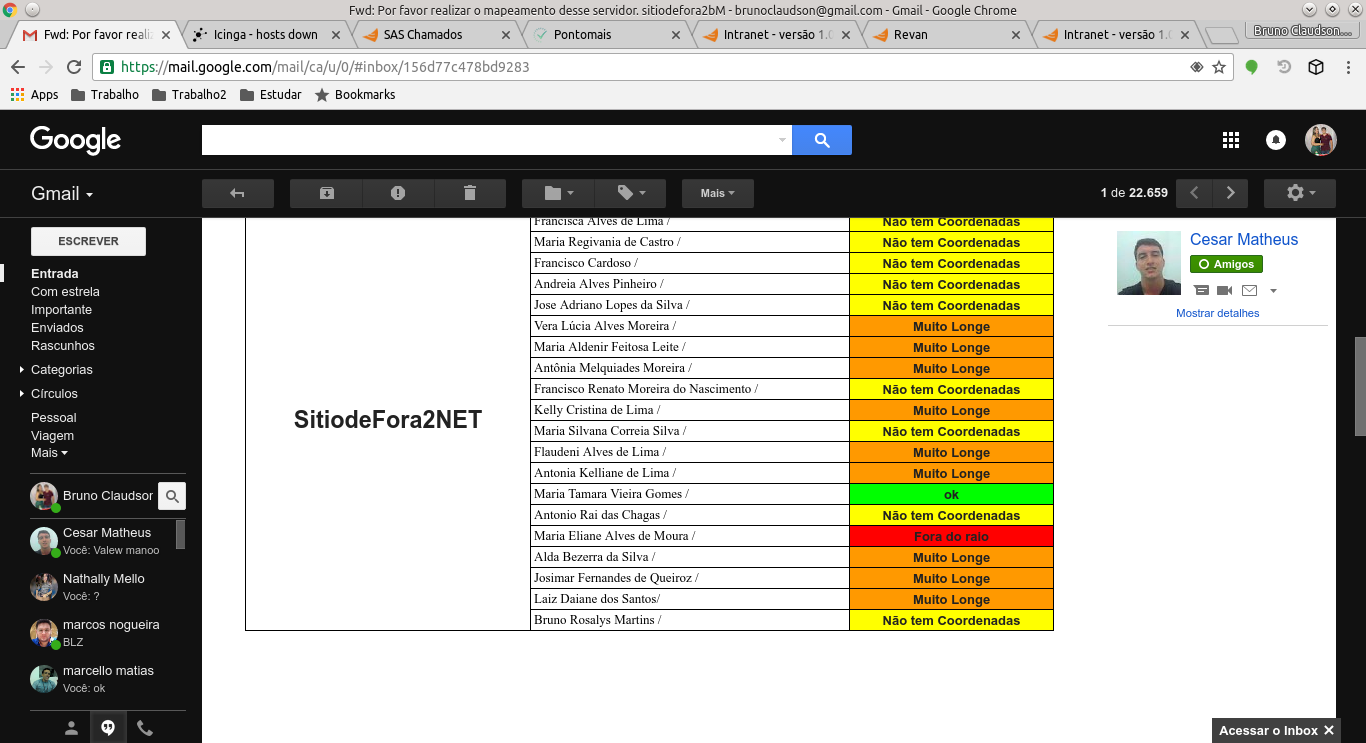 Fwd: Por favor realizar o mapeamento desse servidor. sitiodefora2bM - brunoclaudson@gmail.com - Gmail - Google Chrome
Fwd: Por favor reali
Icinga - hosts down
SAS Chamados
Pontomais
Intranet - versão 1.0
Revan
Intranet - versão 1.0
Bruno Claudson...
https://mail.google.com/mail/ca/u/0/#inbox/156d77c478bd9283
Apps Trabalho Trabalho2 Estudar Bookmarks
Google
Gmail
Mais
1 de 22.659
ESCREVER
Entrada
Com estrela
Importante
Enviados
Rascunhos
Categorias
Círculos
Pessoal
Viagem
Mais
Bruno Claudson
Cesar Matheus
Você: Valew manoo
Nathally Mello
Você: ?
marcos nogueira
BLZ
marcello matias
Você: ok
SitiodeFora2NET
Francisca Alves de Lima / Não tem Coordenadas
Maria Regivania de Castro / Não tem Coordenadas
Francisco Cardoso / Não tem Coordenadas
Andreia Alves Pinheiro / Não tem Coordenadas
Jose Adriano Lopes da Silva / Não tem Coordenadas
Vera Lúcia Alves Moreira / Muito Longe
Maria Aldenir Feitosa Leite / Muito Longe
Antônia Melquiades Moreira / Muito Longe
Francisco Renato Moreira do Nascimento / Não tem Coordenadas
Kelly Cristina de Lima / Muito Longe
Maria Silvana Correia Silva / Não tem Coordenadas
Flaudeni Alves de Lima / Muito Longe
Antonia Kelliane de Lima / Muito Longe
Maria Tamara Vieira Gomes / ok
Antonio Rai das Chagas / Não tem Coordenadas
Maria Eliane Alves de Moura / Fora do raio
Alda Bezerra da Silva / Muito Longe
Josimar Fernandes de Queiroz / Muito Longe
Laiz Daiane dos Santos/ Muito Longe
Bruno Rosalys Martins / Não tem Coordenadas
Cesar Matheus
Amigos
Mostrar detalhes
Acessar o Inbox